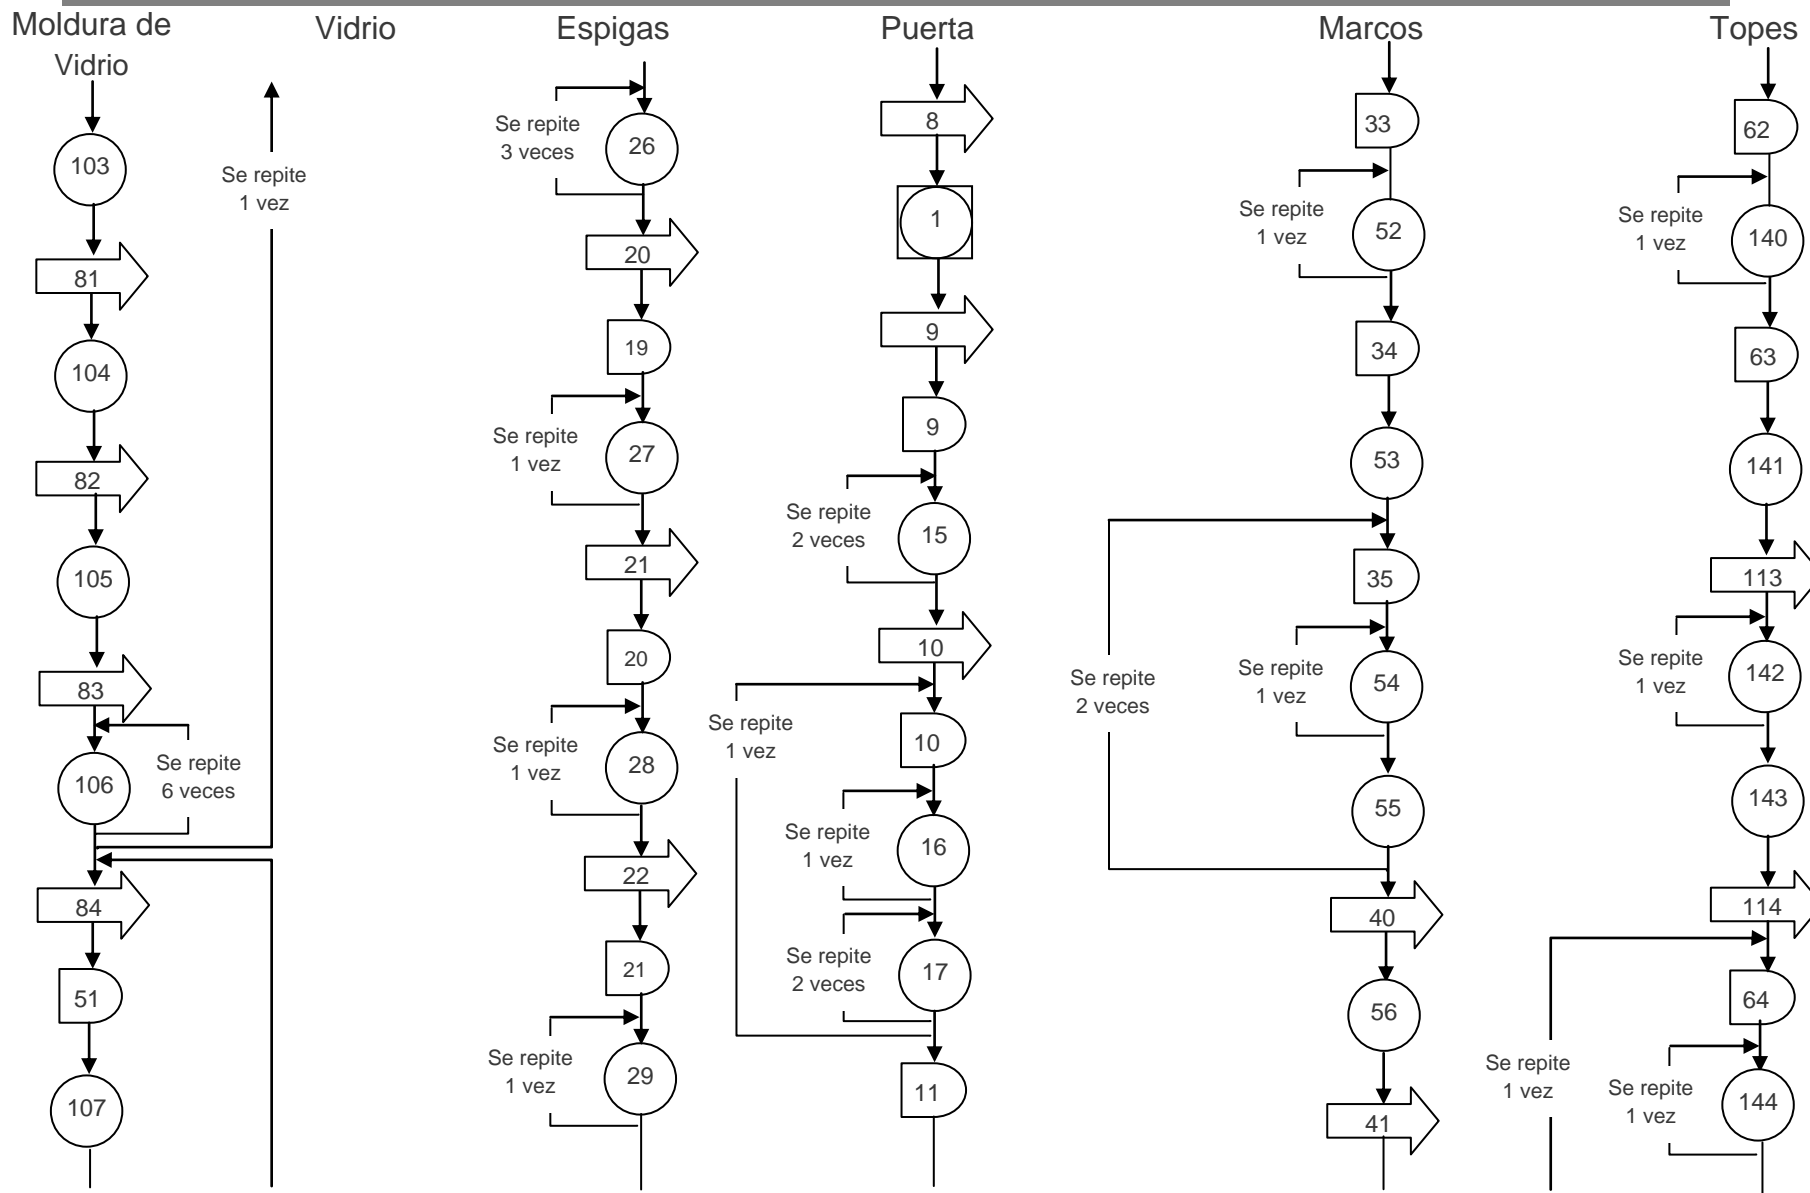 Moldura de
Vidrio
Vidrio
Espigas
Puerta
Marcos
Topes
103
81
104
82
105
83
106
Se repite
6 veces
84
51
107
Se repite
1 vez
Se repite
3 veces
26
20
19
Se repite
1 vez
27
21
20
Se repite
1 vez
28
22
21
Se repite
1 vez
29
8
1
9
9
Se repite
2 veces
15
10
Se repite
1 vez
10
Se repite
1 vez
16
Se repite
2 veces
17
11
33
Se repite
1 vez
52
34
53
Se repite
2 veces
35
Se repite
1 vez
54
55
40
56
41
62
Se repite
1 vez
140
63
141
113
Se repite
1 vez
142
143
114
Se repite
1 vez
64
Se repite
1 vez
144